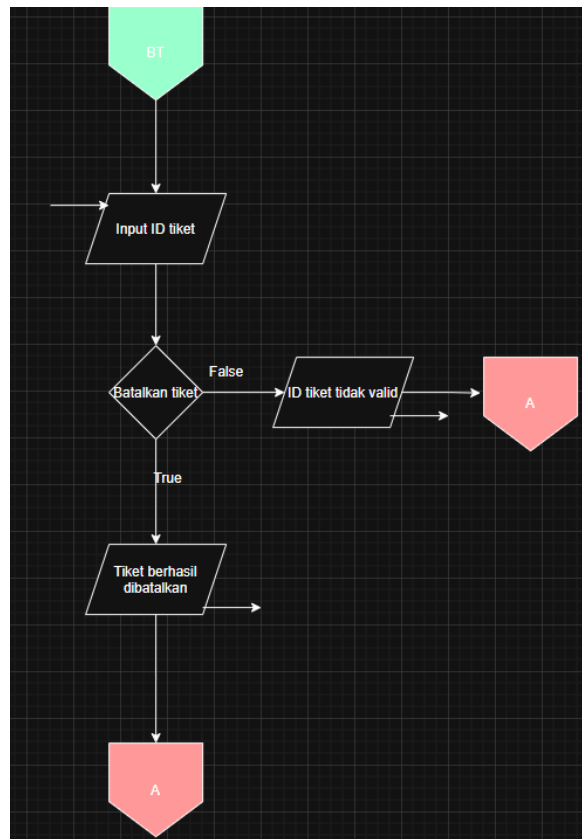 BT
Input ID tiket
False
Batalkan tiket
ID tiket tidak valid
A
True
Tiket berhasil
dibatalkan
A